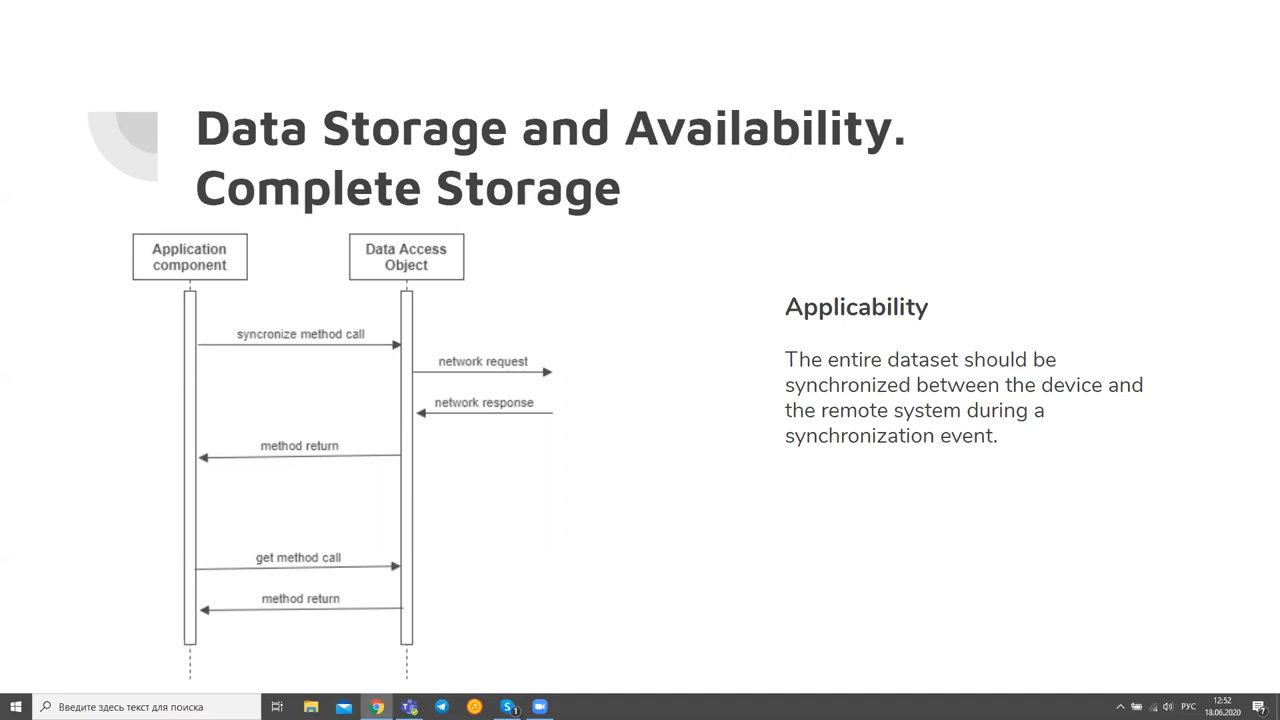 Data Storage and Availability.
Complete Storage
Application
component
Data Access
Object
syncronize method call
network request
network response
method return
get method call
method return
Applicability
The entire dataset should be
synchronized between the device and
the remote system during a
synchronization event.
Введите здесь текст для поиска
S 1
РУС
12:52
18.06.2020
7